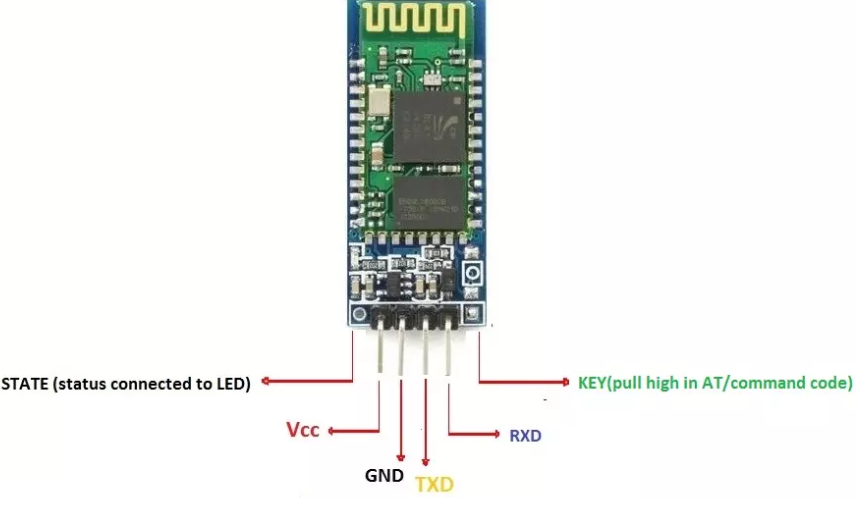 STATE (status connected to LED)
KEY(pull high in AT/command code)
Vcc
RXD
GND
TXD